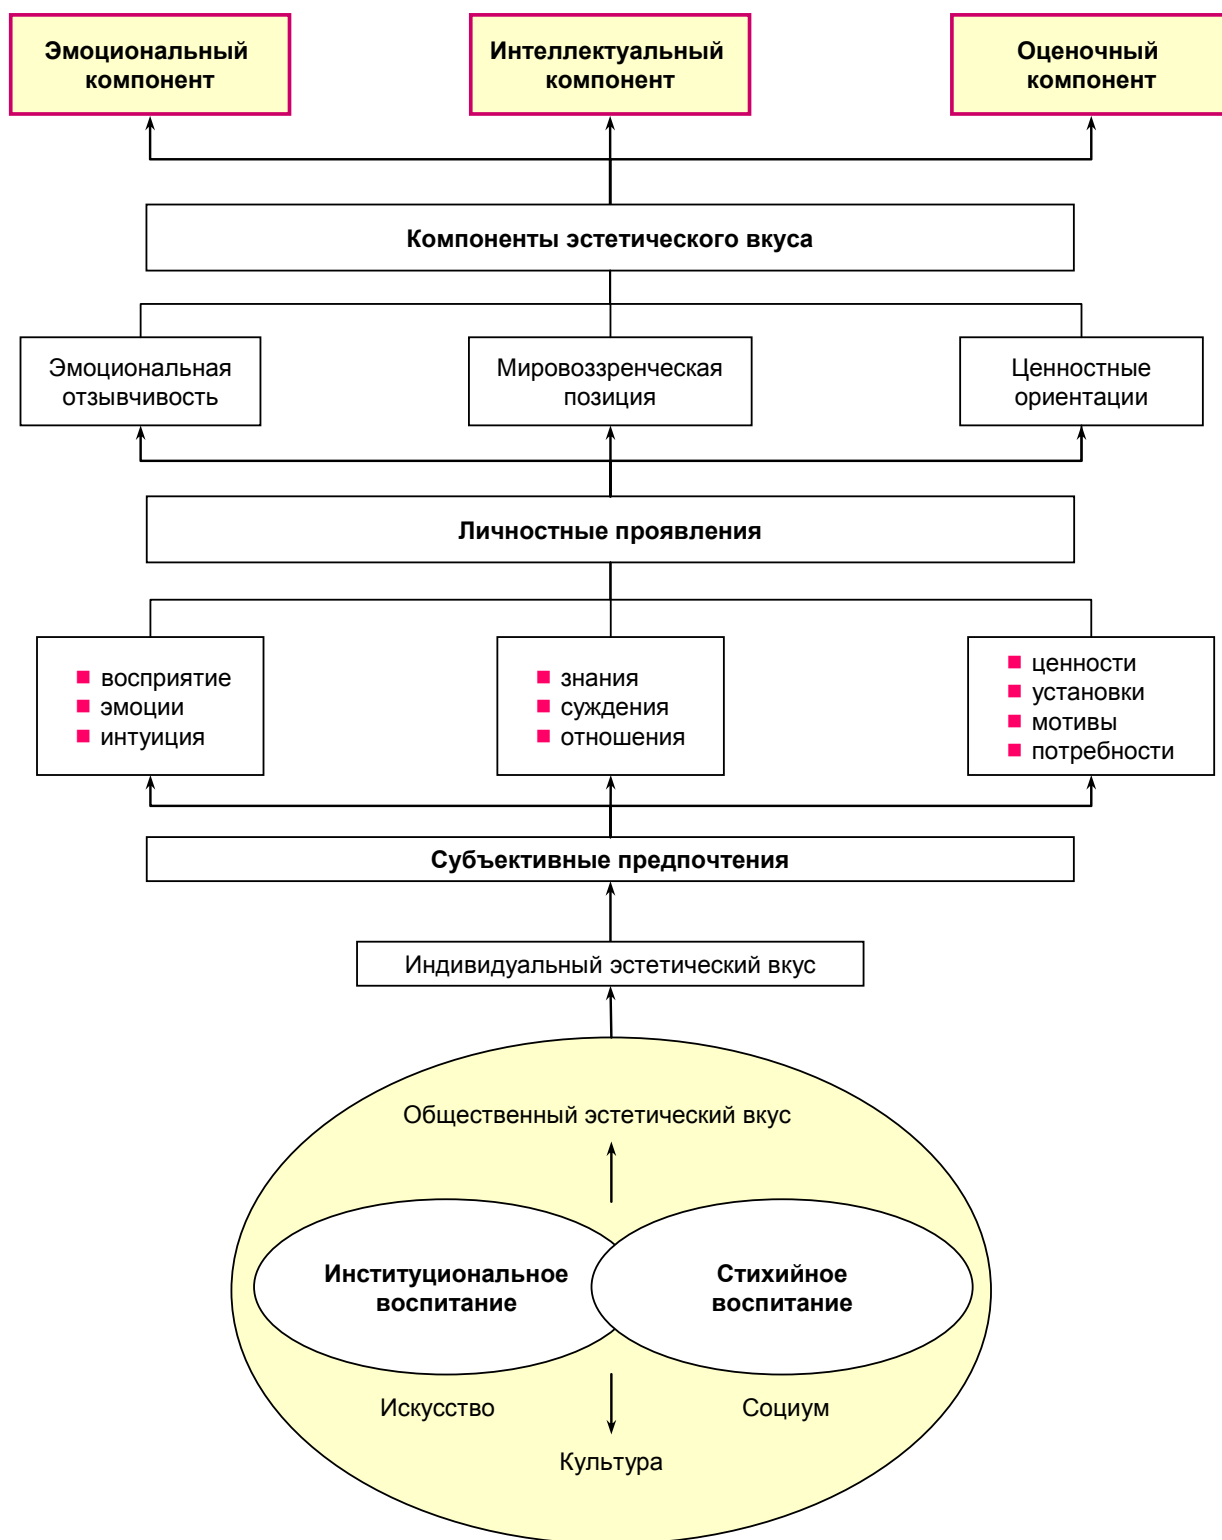 Эмоциональный
компонент
Интеллектуальный
компонент
Оценочный
компонент
Компоненты эстетического вкуса
Эмоциональная
отзывчивость
Мировоззренческая
позиция
Ценностные
ориентации
Личностные проявления
восприятие
эмоции
интуиция
знания
суждения
отношения
ценности
установки
мотивы
потребности
Субъективные предпочтения
Индивидуальный эстетический вкус
Общественный эстетический вкус
Институциональное
воспитание
Стихийное
воспитание
Искусство
Социум
Культура